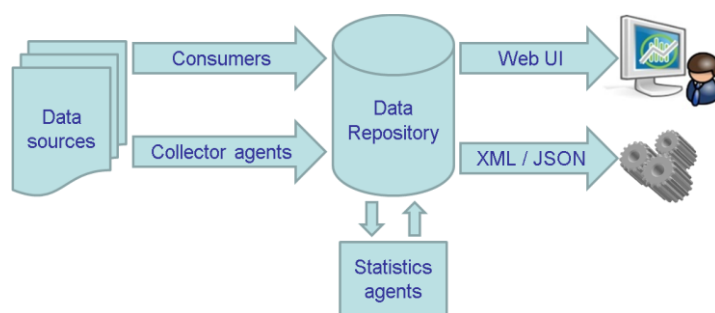 Data
sources
Consumers
Collector agents
Data
Repository
Web UI
XML / JSON
Statistics
agents